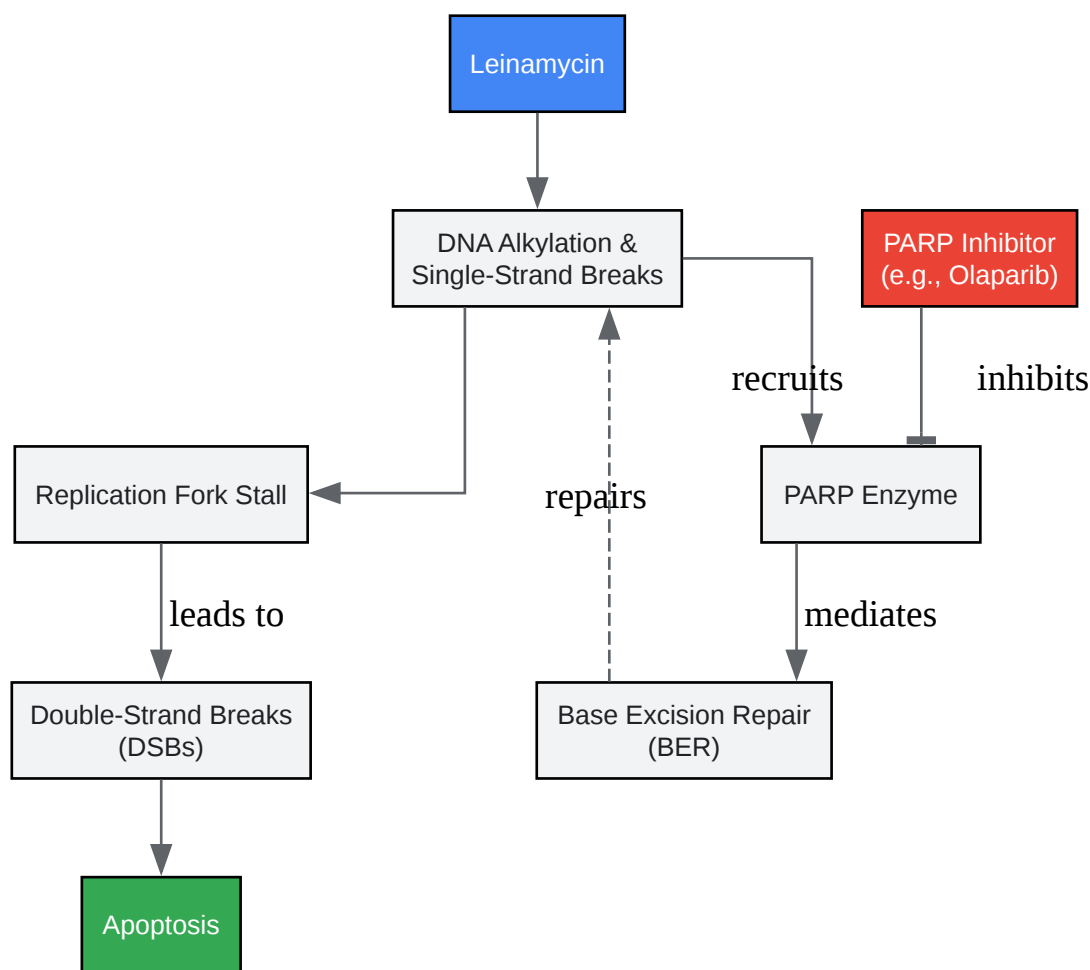 Leinamycin
DNA Alkylation &
Single-Strand Breaks
PARP Inhibitor
(e.g., Olaparib)
recruits
inhibits
Replication Fork Stall
repairs
PARP Enzyme
leads to
mediates
Double-Strand Breaks
(DSBs)
Base Excision Repair
(BER)
Apoptosis